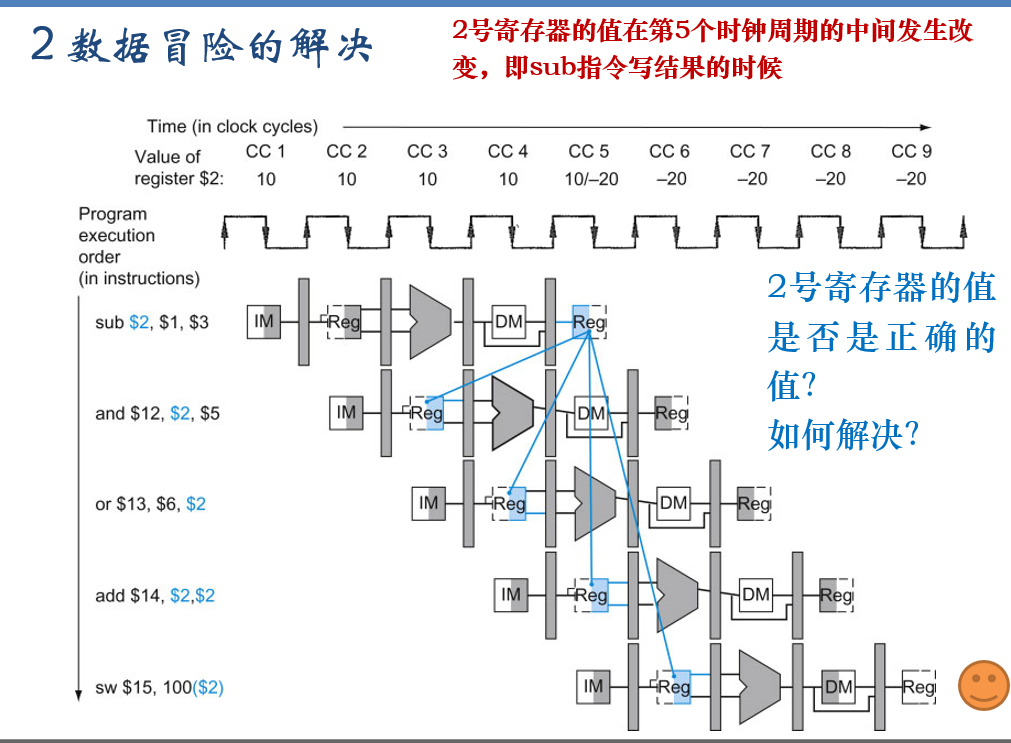 2 数据冒险的解决
2号寄存器的值在第5个时钟周期的中间发生改
变，即sub指令写结果的时候
Time (in clock cycles)
Value of
register $2:
CC 1 CC 2 CC 3 CC 4 CC 5 CC 6 CC 7 CC 8 CC 9
10 10 10 10 10/–20 –20 –20 –20 –20
Program
execution
order
(in instructions)
2号寄存器的值
是否是正确的
值？
如何解决？
sub $2, $1, $3
IM Reg DM Reg
and $12, $2, $5
IM Reg DM Reg
or $13, $6, $2
IM Reg DM Reg
add $14, $2,$2
IM Reg DM Reg
sw $15, 100($2)
IM Reg DM Reg